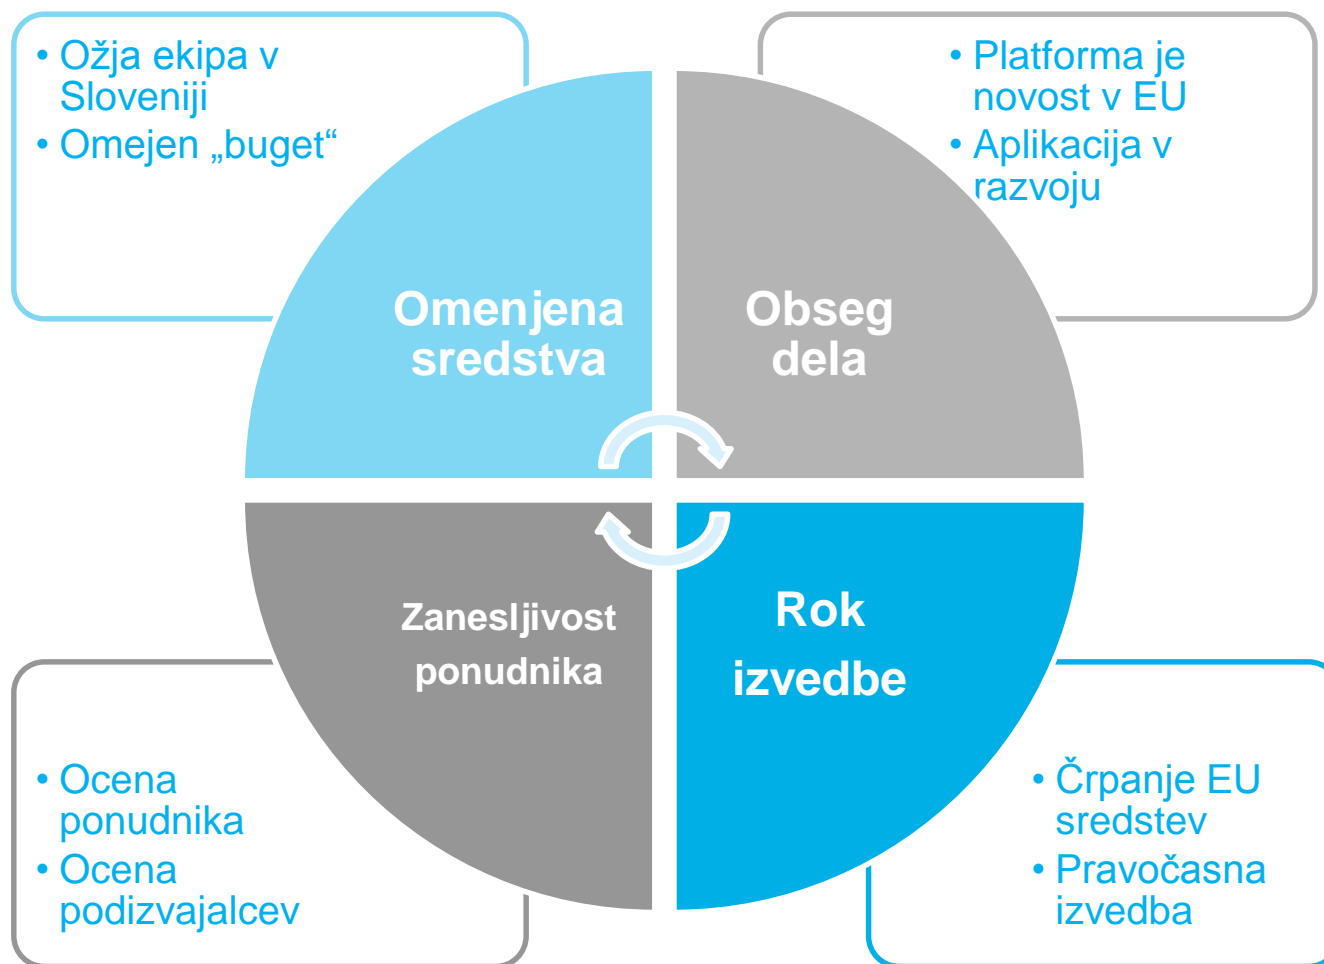 • Ožja ekipa v
Sloveniji
• Omejen „buget“
• Platforma je
novost v EU
• Aplikacija v
razvoju
Omenjena
sredstva
Obseg
dela
Zanesljivost
ponudnika
Rok
izvedbe
• Ocena
ponudnika
• Ocena
podizvajalcev
• Črpanje EU
sredstev
• Pravočasna
izvedba